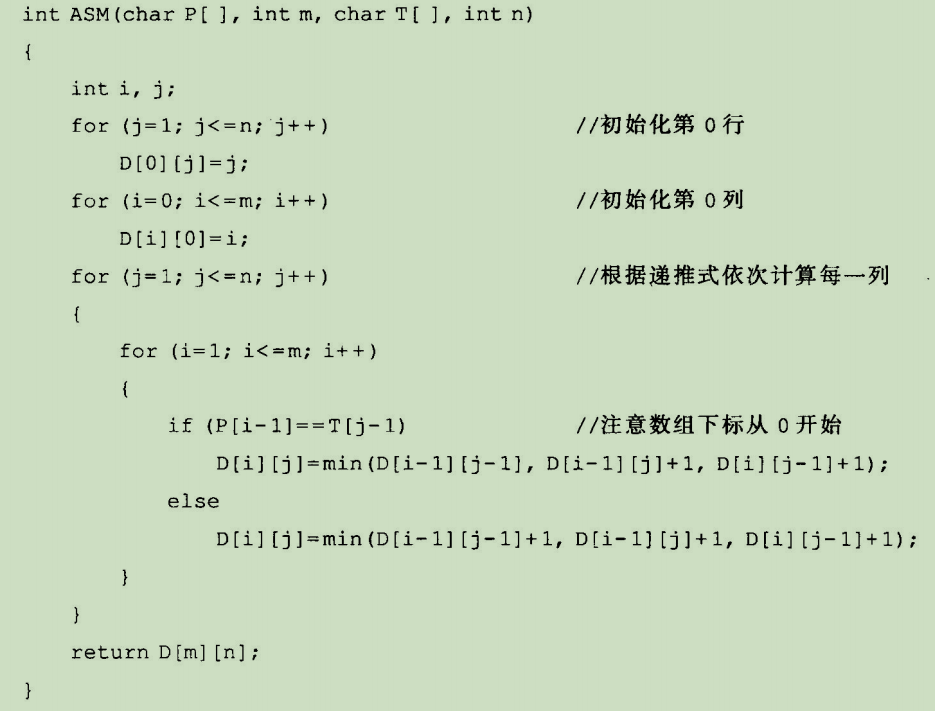 int ASM(char P[ ], int m, char T[ ], int n)
{
    int i, j;
    for (j=1; j<=n; j++)                    //初始化第 0 行
        D[0][j]=j;
    for (i=0; i<=m; i++)                    //初始化第 0 列
        D[i][0]=i;
    for (j=1; j<=n; j++)                    //根据递推式依次计算每一列
    {
        for (i=1; i<=m; i++)
        {
            if (P[i-1]==T[j-1])             //注意数组下标从 0 开始
                D[i][j]=min(D[i-1][j-1], D[i-1][j]+1, D[i][j-1]+1);
            else
                D[i][j]=min(D[i-1][j-1]+1, D[i-1][j]+1, D[i][j-1]+1);
        }
    }
    return D[m][n];
}